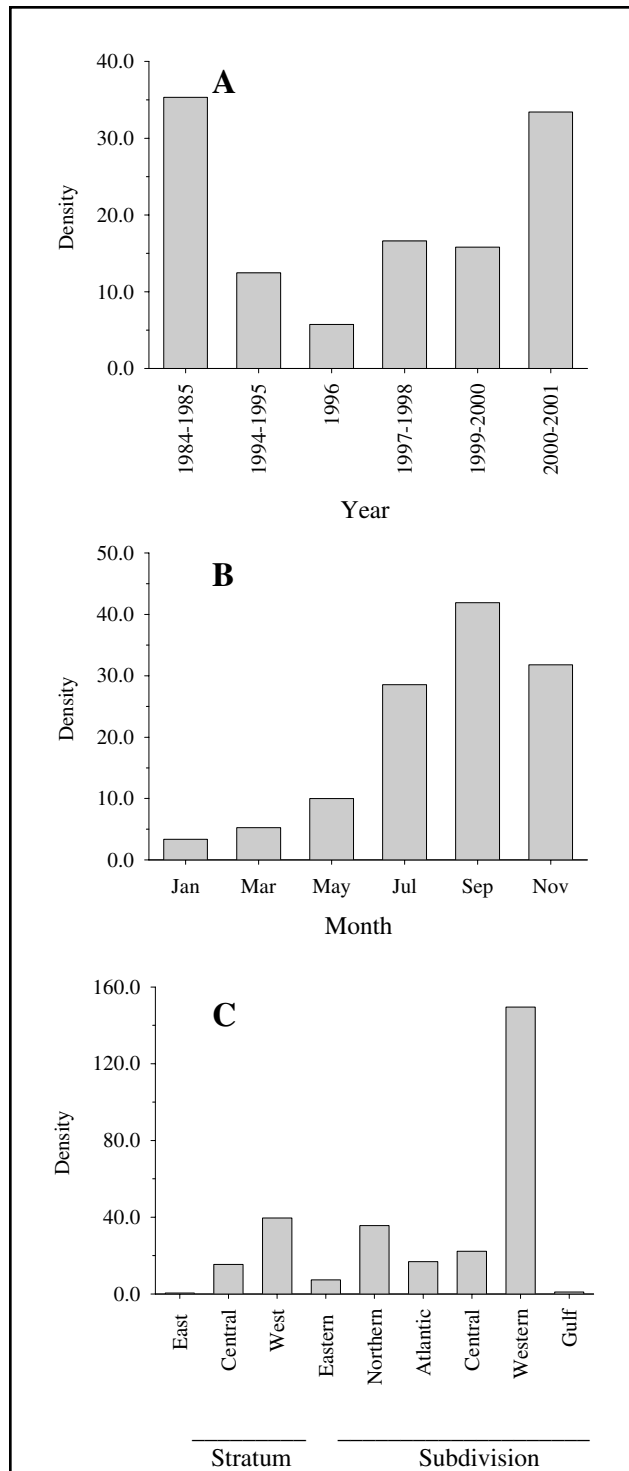 A
40.0
30.0
20.0
10.0
0.0
Density
1984-1985
1994-1995
1996
1997-1998
1999-2000
2000-2001
Year
B
50.0
40.0
30.0
20.0
10.0
0.0
Density
Jan Mar May Jul Sep Nov
Month
C
160.0
120.0
80.0
40.0
0.0
Density
East
Central
West
Eastern
Northern
Atlantic
Central
Western
Gulf
Stratum Subdivision